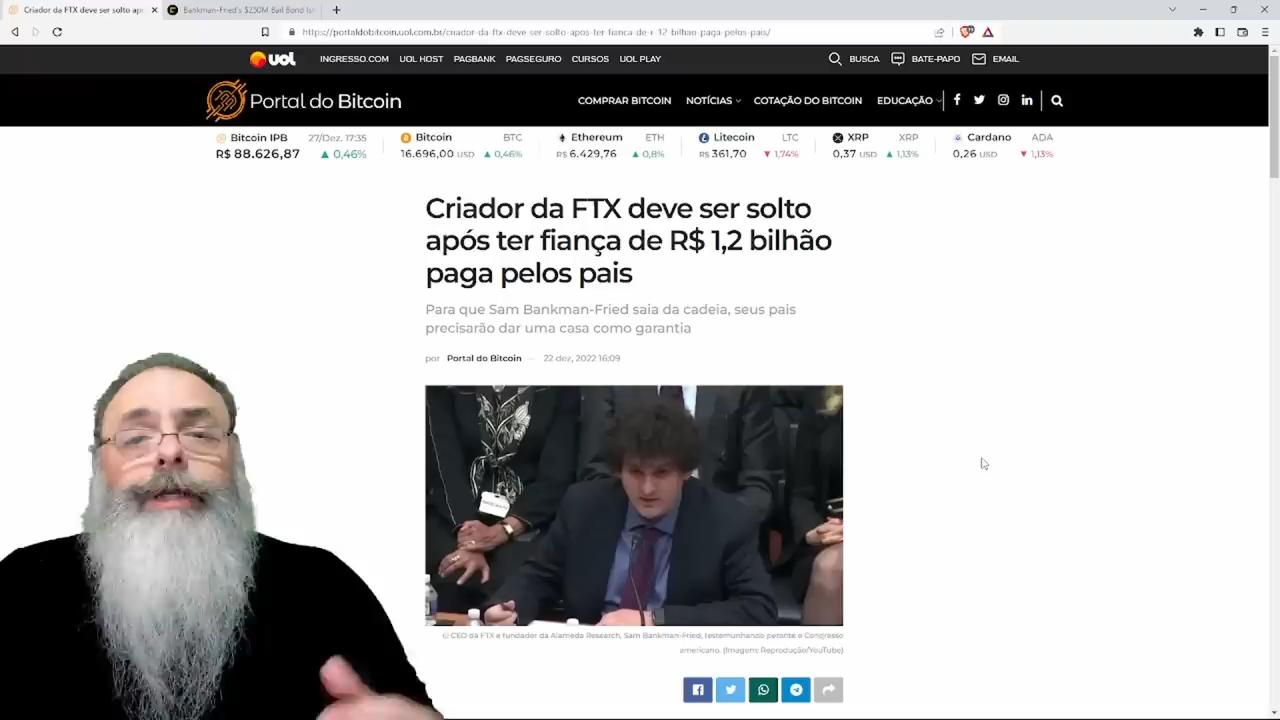 Criador da FTX deve ser solto apó
Bankman-Fried's $250M Bail Bond Is
https://portaldobitcoin.uol.com.br/criador-da-ftx-deve-ser-solto-apos-ter-fianca-de-r-12-bilhao-paga-pelos-pais/
UOL INGRESSO.COM UOL HOST PAGBANK PAGSEGURO CURSOS UOL PLAY BUSCA BATE-PAPO EMAIL
Portal do Bitcoin COMPRAR BITCOIN NOTÍCIAS COTAÇÃO DO BITCOIN EDUCAÇÃO
Bitcoin IPB 27/Dez, 17:35 Bitcoin BTC Ethereum ETH Litecoin LTC XRP XRP Cardano ADA
R$ 88.626,87 ▲ 0,46% 16.696,00 USD ▲ 0,46% R$ 6.429,76 ▲ 0,8% R$ 361,70 ▼ 1,74% 0,37 USD ▲ 1,13% 0,26 USD ▼ 1,13%
Criador da FTX deve ser solto
após ter fiança de R$ 1,2 bilhão
paga pelos pais
Para que Sam Bankman-Fried saia da cadeia, seus pais
precisarão dar uma casa como garantia
por Portal do Bitcoin — 22 dez, 2022 16:09
O CEO da FTX e fundador da Alameda Research, Sam Bankman-Fried, testemunhando perante o Congresso
americano. (Imagem: Reprodução/YouTube)